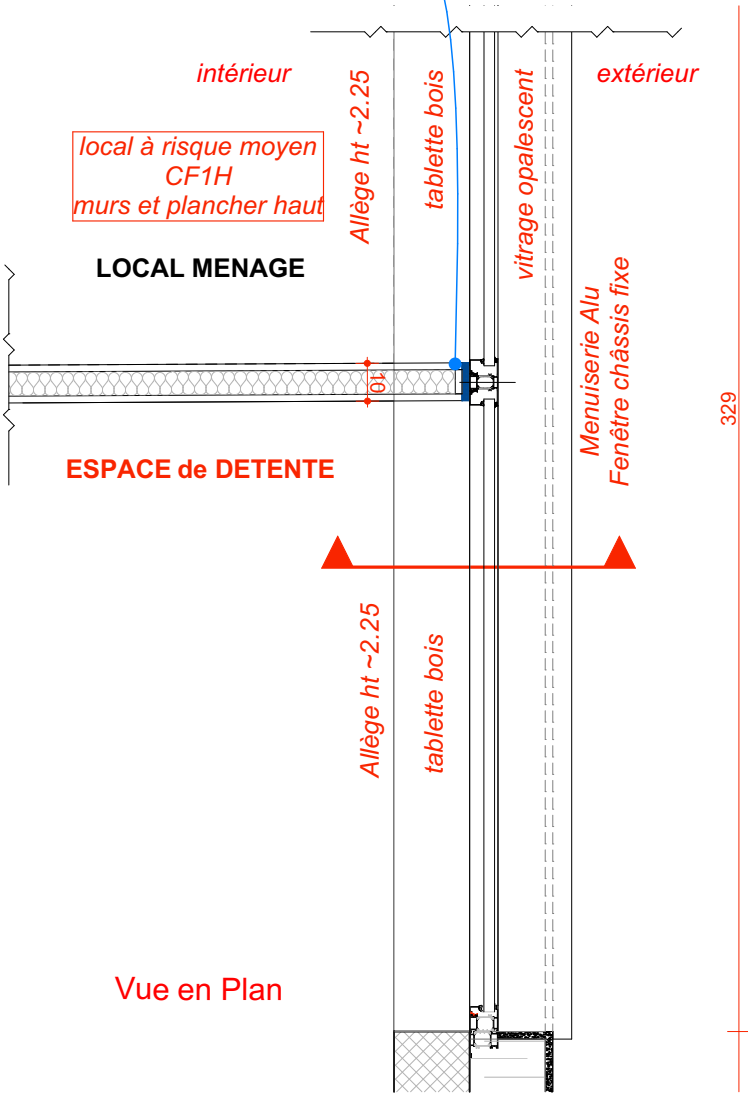 intérieur
extérieur
Allège ht ~2.25
tablette bois
vitrage opalescent
local à risque moyen
CF1H
murs et plancher haut
LOCAL MENAGE
Menuiserie Alu
Fenêtre châssis fixe
10
329
ESPACE de DETENTE
Allège ht ~2.25
tablette bois
Vue en Plan